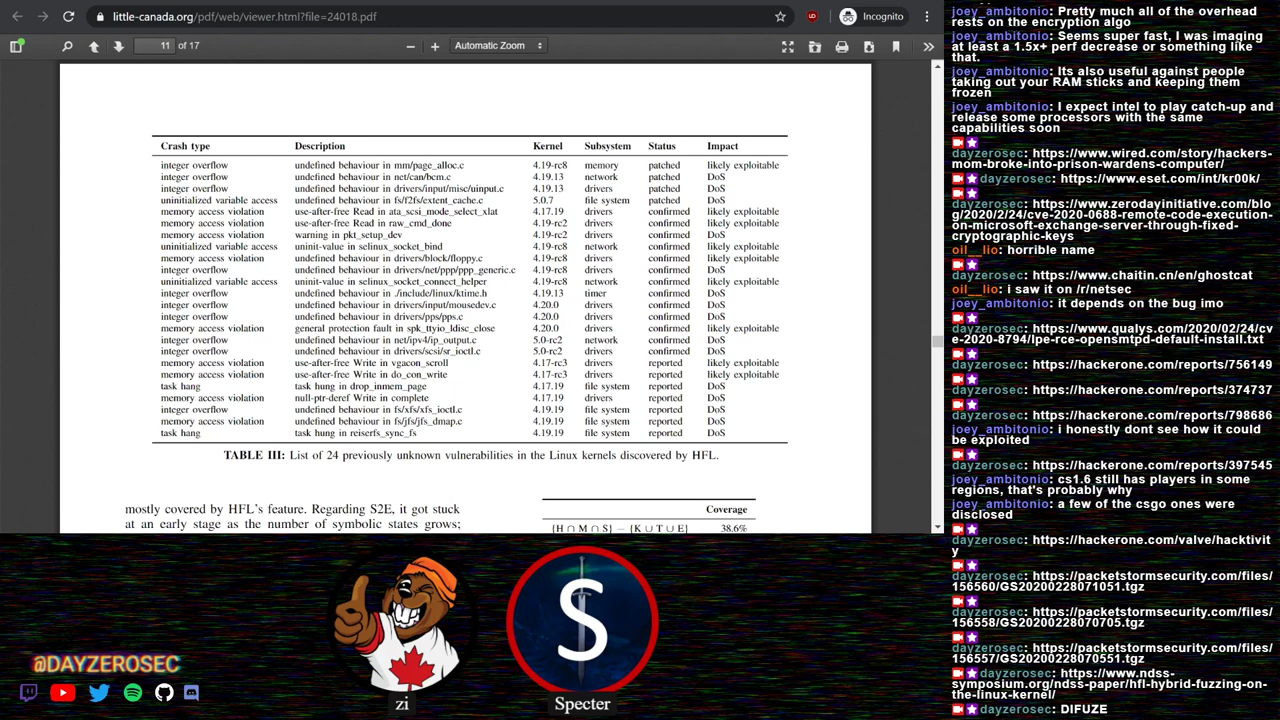 little-canada.org/pdf/web/viewer.html?file=24018.pdf
Incognito
11 of 17
Automatic Zoom
Crash type Description Kernel Subsystem Status Impact
integer overflow undefined behaviour in mm/page_alloc.c 4.19-rc8 memory patched likely exploitable
integer overflow undefined behaviour in net/can/bcm.c 4.19.13 network patched DoS
integer overflow undefined behaviour in drivers/input/misc/uinput.c 4.19.13 drivers patched DoS
uninitialized variable access undefined behaviour in fs/f2fs/extent_cache.c 5.0.7 file system patched DoS
memory access violation use-after-free Read in ata_scsi_mode_select_xlat 4.17.19 drivers confirmed likely exploitable
memory access violation use-after-free Read in raw_cmd_done 4.19-rc2 drivers confirmed likely exploitable
memory access violation warning in pkt_setup_dev 4.19-rc2 drivers confirmed DoS
uninitialized variable access uninit-value in selinux_socket_bind 4.19-rc8 network confirmed likely exploitable
memory access violation undefined behaviour in drivers/block/floppy.c 4.19-rc8 drivers confirmed likely exploitable
integer overflow undefined behaviour in drivers/net/ppp/ppp_generic.c 4.19-rc8 drivers confirmed DoS
uninitialized variable access uninit-value in selinux_socket_connect_helper 4.19-rc8 network confirmed likely exploitable
integer overflow undefined behaviour in ./include/linux/ktime.h 4.19.13 timer confirmed DoS
integer overflow undefined behaviour in drivers/input/mousedev.c 4.20.0 drivers confirmed DoS
integer overflow undefined behaviour in drivers/pps/pps.c 4.20.0 drivers confirmed DoS
memory access violation general protection fault in spk_ttyio_ldisc_close 4.20.0 drivers confirmed likely exploitable
integer overflow undefined behaviour in net/ipv4/ip_output.c 5.0-rc2 network confirmed DoS
integer overflow undefined behaviour in drivers/scsi/sr_ioctl.c 5.0-rc2 drivers confirmed DoS
memory access violation use-after-free Write in vgacon_scroll 4.17-rc3 drivers reported likely exploitable
memory access violation use-after-free Write in do_con_write 4.17-rc3 drivers reported likely exploitable
task hang task hung in drop_inmem_page 4.17.19 file system reported DoS
memory access violation null-ptr-deref Write in complete 4.17.19 drivers reported DoS
integer overflow undefined behaviour in fs/xfs/xfs_ioctl.c 4.19.19 file system reported DoS
memory access violation undefined behaviour in fs/jfs/jfs_dmap.c 4.19.19 file system reported DoS
task hang task hung in reiserfs_sync_fs 4.19.19 file system reported DoS
TABLE III: List of 24 previously unknown vulnerabilities in the Linux kernels discovered by HFL.
mostly covered by HFL's feature. Regarding S2E, it got stuck
at an early stage as the number of symbolic states grows;
Coverage
{H ∩ M ∩ S} − {K ∪ T ∪ E} 38.6%
@DAYZEROSEC
zi
S
Specter
joey_ambitonio: Pretty much all of the overhead
rests on the encryption algo
joey_ambitonio: Seems super fast, I was imaging
at least a 1.5x+ perf decrease or something like
that.
joey_ambitonio: Its also useful against people
taking out your RAM sticks and keeping them
frozen
joey_ambitonio: I expect intel to play catch-up and
release some processors with the same
capabilities soon
dayzerosec: https://www.wired.com/story/hackers-
mom-broke-into-prison-wardens-computer/
dayzerosec: https://www.eset.com/int/kr00k/
dayzerosec: https://www.zerodayinitiative.com/blo
g/2020/2/24/cve-2020-0688-remote-code-execution-
on-microsoft-exchange-server-through-fixed-
cryptographic-keys
oil__lio: horrible name
dayzerosec: https://www.chaitin.cn/en/ghostcat
oil__lio: i saw it on /r/netsec
joey_ambitonio: it depends on the bug imo
dayzerosec: https://www.qualys.com/2020/02/24/cv
e-2020-8794/lpe-rce-opensmtpd-default-install.txt
dayzerosec: https://hackerone.com/reports/756149
dayzerosec: https://hackerone.com/reports/374737
dayzerosec: https://hackerone.com/reports/798686
joey_ambitonio: i honestly dont see how it could
be exploited
dayzerosec: https://hackerone.com/reports/397545
joey_ambitonio: cs1.6 still has players in some
regions, that's probably why
joey_ambitonio: a few of the csgo ones were
disclosed
dayzerosec: https://hackerone.com/valve/hacktivit
y
dayzerosec: https://packetstormsecurity.com/files/
156560/GS20200228071051.tgz
dayzerosec: https://packetstormsecurity.com/files/
156558/GS20200228070705.tgz
dayzerosec: https://packetstormsecurity.com/files/
156557/GS20200228070551.tgz
dayzerosec: https://www.ndss-
symposium.org/ndss-paper/hfl-hybrid-fuzzing-on-
the-linux-kernel/
dayzerosec: DIFUZE